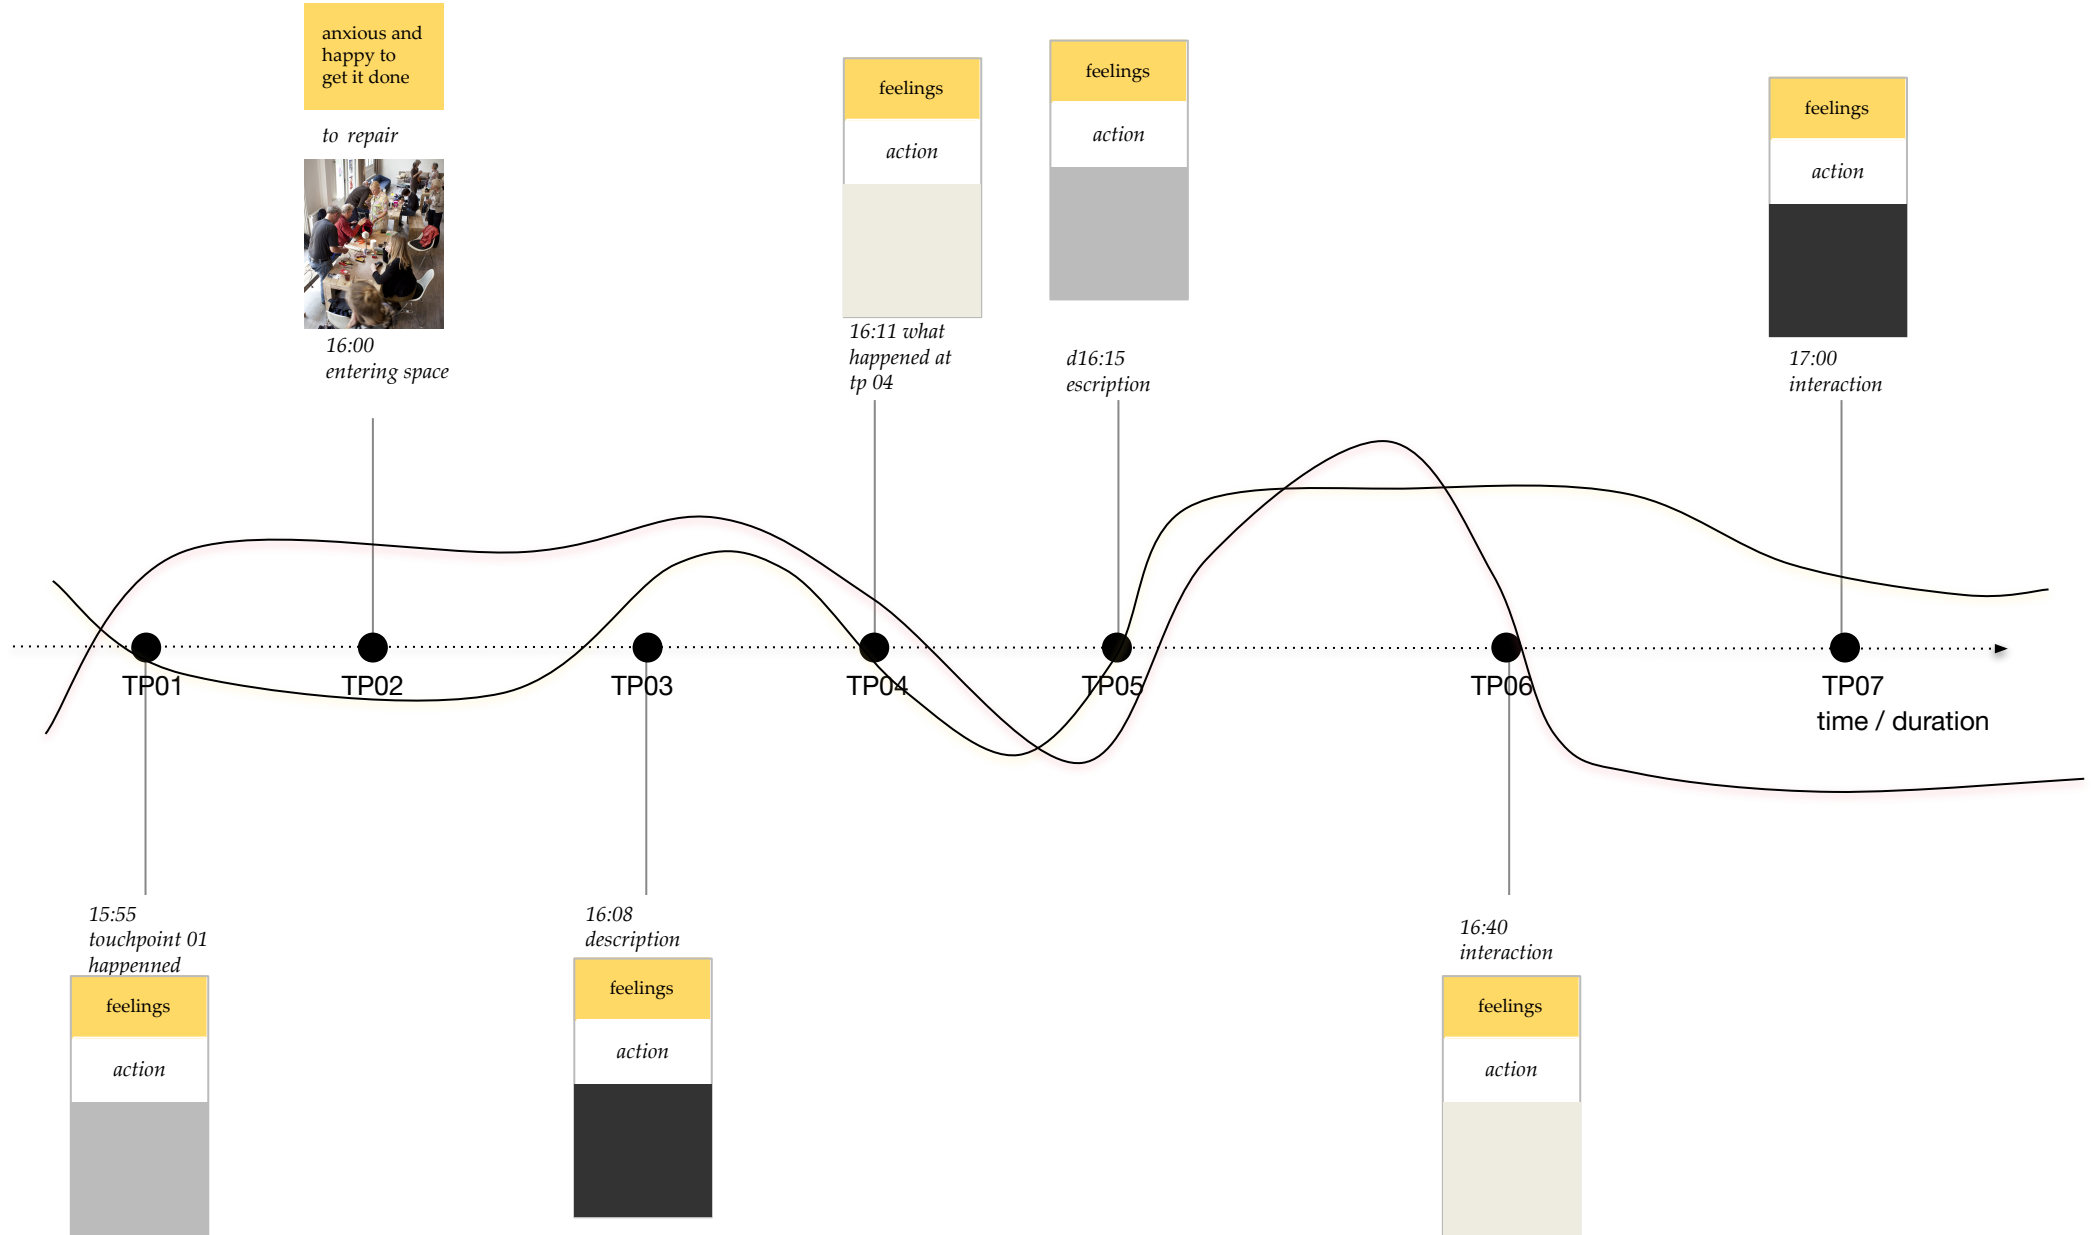 anxious and
happy to
get it done
to repair
16:00
entering space
feelings
action
16:11 what
happened at
tp 04
feelings
action
d16:15
escription
feelings
action
17:00
interaction
TP01
TP02
TP03
TP04
TP05
TP06
TP07
time / duration
15:55
touchpoint 01
happenned
feelings
action
16:08
description
feelings
action
16:40
interaction
feelings
action